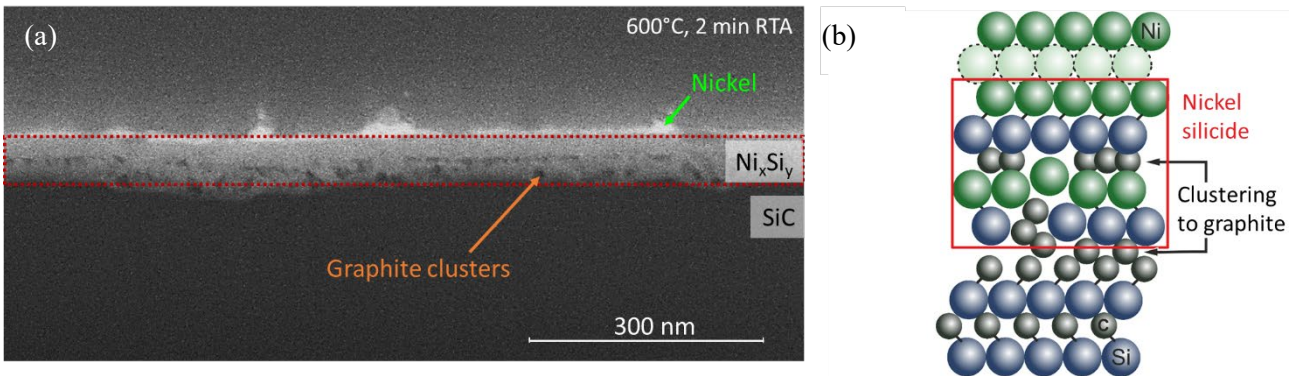 (a)
600°C, 2 min RTA
Nickel
NixSiy
SiC
Graphite clusters
300 nm
(b)
Ni
Nickel
silicide
Clustering
to graphite
C
Si